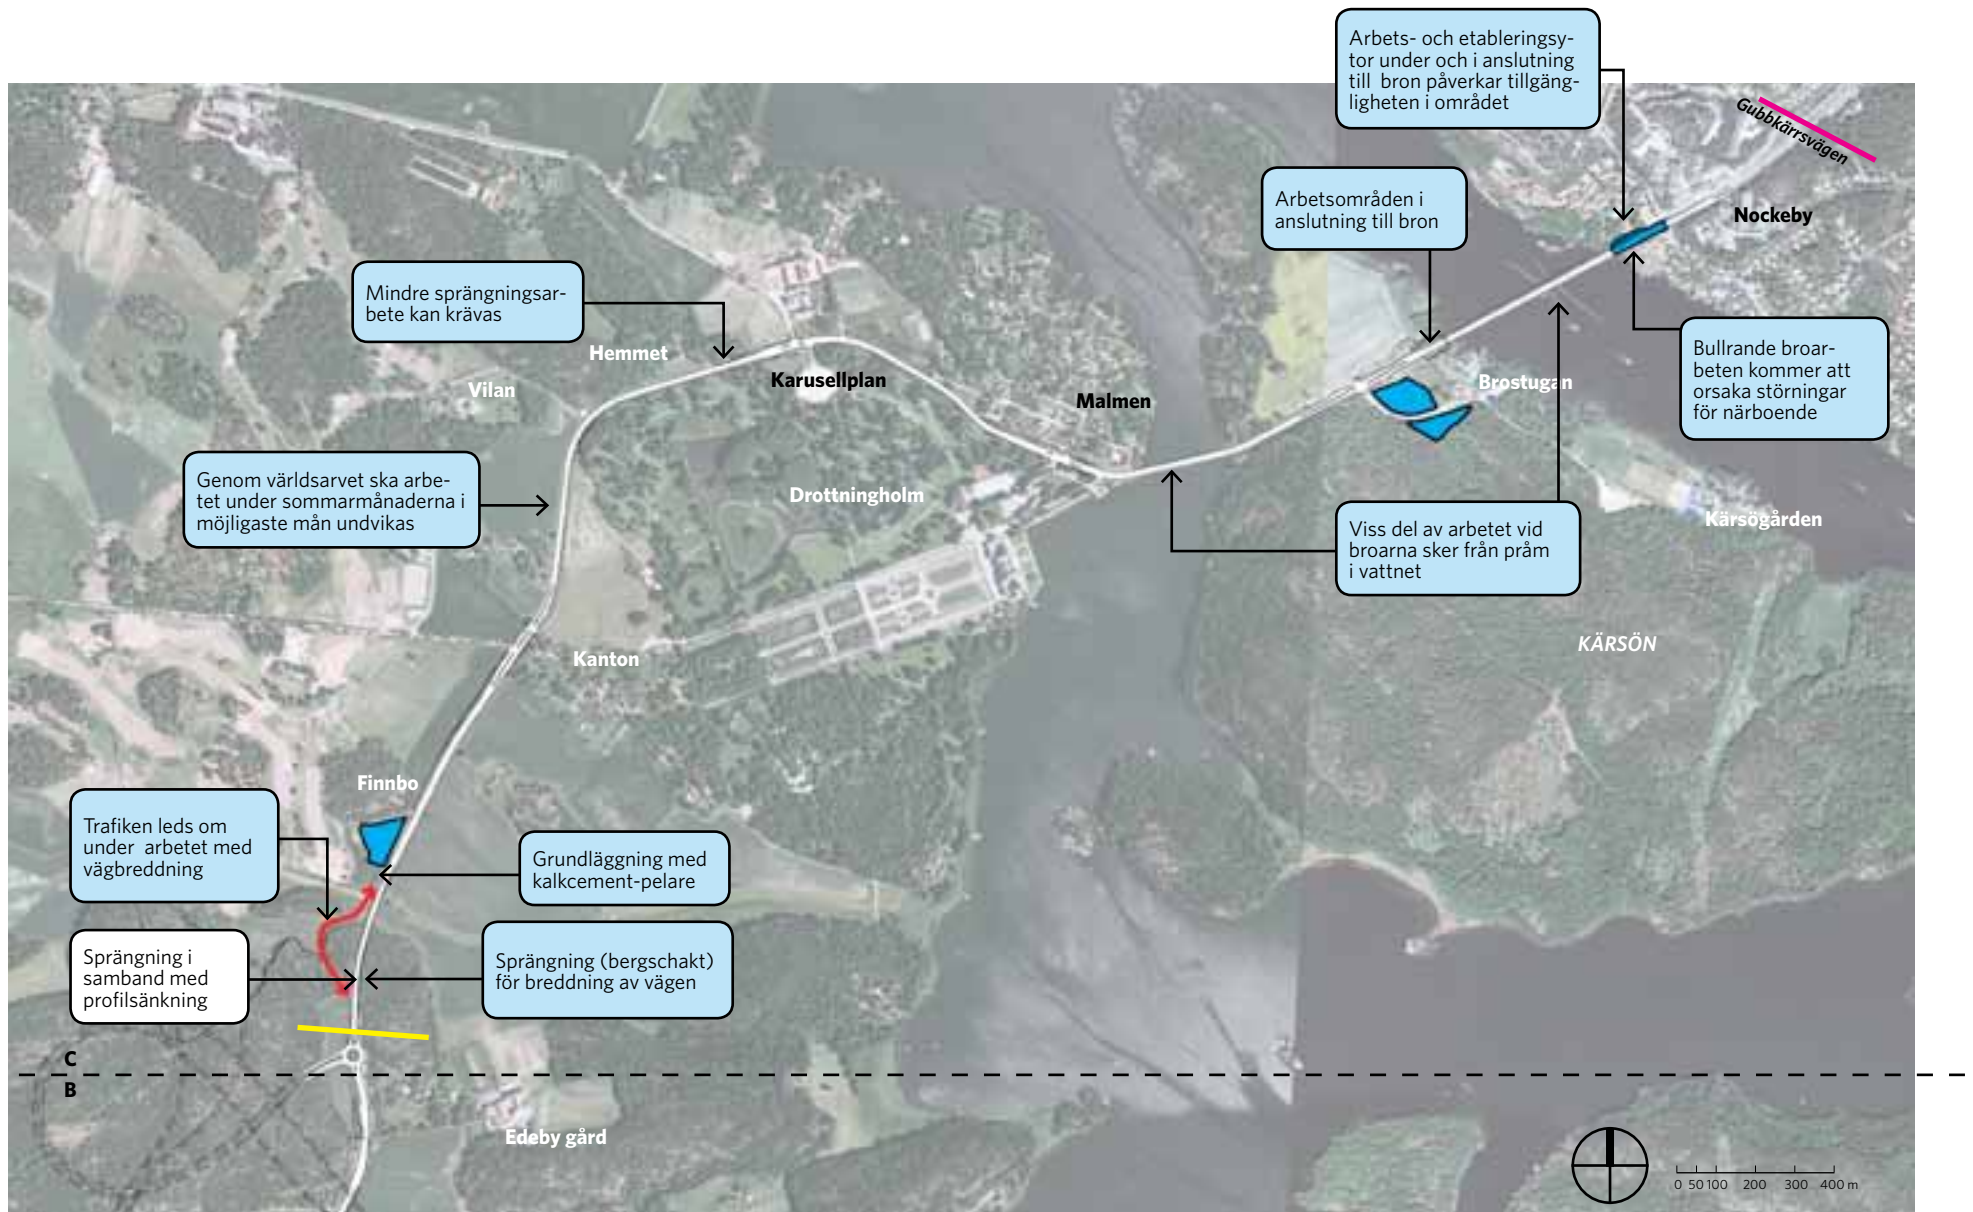 Arbets- och etableringsy-
tor under och i anslutning
till bron påverkar tillgäng-
ligheten i området
Gubbkärrsvägen
Arbetsområden i
anslutning till bron
Nockeby
Mindre sprängningsar-
bete kan krävas
Hemmet
Vilan
Karusellplan
Malmen
Brostugan
Bullrande broar-
beten kommer att
orsaka störningar
för närboende
Genom världsarvet ska arbe-
tet under sommarmånaderna i
möjligaste mån undvikas
Drottningholm
Kärsögården
Viss del av arbetet vid
broarna sker från pråm
i vattnet
KÄRSÖN
Kanton
Finnbo
Trafiken leds om
under arbetet med
vägbreddning
Grundläggning med
kalkcement-pelare
Sprängning i
samband med
profilsänkning
Sprängning (bergschakt)
för breddning av vägen
C
B
Edeby gård
0 50 100 200 300 400 m